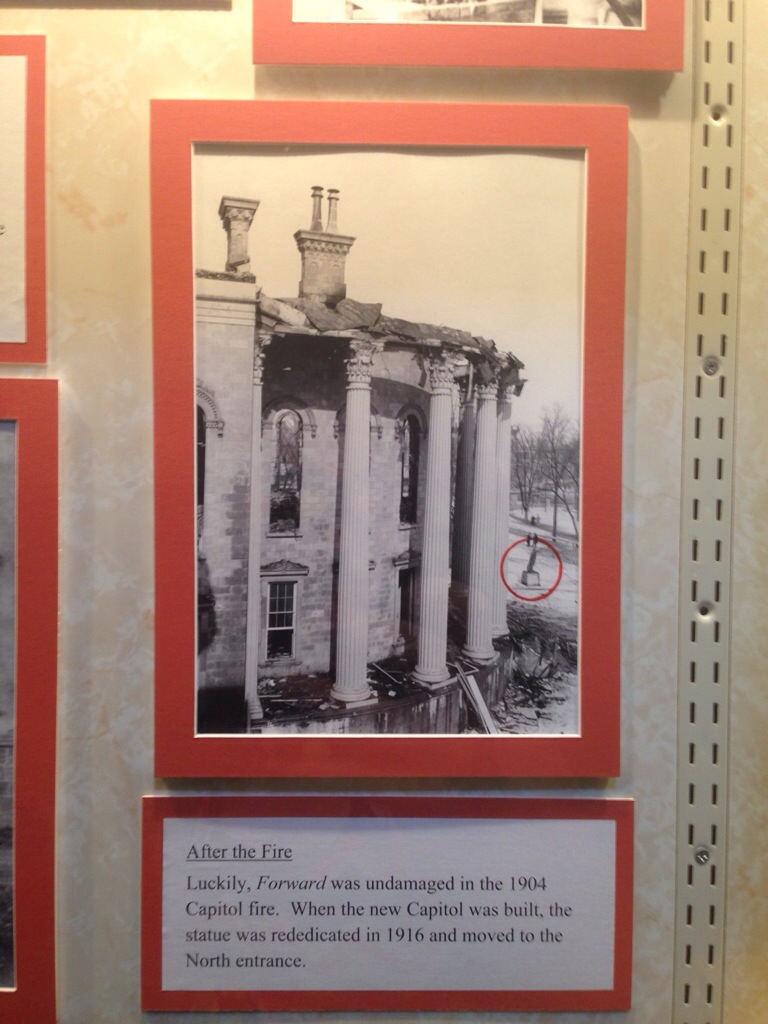 After the Fire
Luckily, Forward was undamaged in the 1904
Capitol fire.  When the new Capitol was built, the
statue was rededicated in 1916 and moved to the
North entrance.